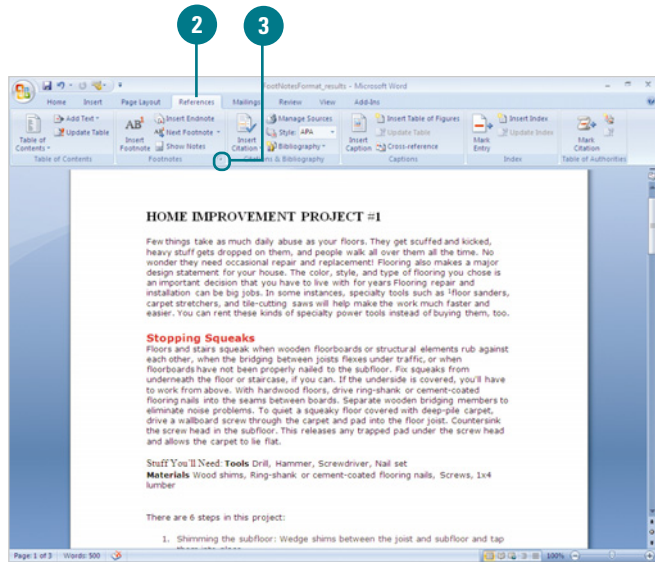 2 3
FootNotesFormat_results - Microsoft Word
Home Insert Page Layout References Mailings Review View Add-Ins
Table of Contents
Add Text
Update Table
Table of Contents
AB¹
Insert Footnote
Insert Endnote
Next Footnote
Show Notes
Footnotes
Insert Citation
Manage Sources
Style: APA
Bibliography
Citations & Bibliography
Insert Caption
Insert Table of Figures
Update Table
Cross-reference
Captions
Mark Entry
Insert Index
Update Index
Index
Mark Citation
Table of Authorities
HOME IMPROVEMENT PROJECT #1
Few things take as much daily abuse as your floors. They get scuffed and kicked,
heavy stuff gets dropped on them, and people walk all over them all the time. No
wonder they need occasional repair and replacement! Flooring also makes a major
design statement for your house. The color, style, and type of flooring you chose is
an important decision that you have to live with for years Flooring repair and
installation can be big jobs. In some instances, specialty tools such as ¹floor sanders,
carpet stretchers, and tile-cutting saws will help make the work much faster and
easier. You can rent these kinds of specialty power tools instead of buying them, too.
Stopping Squeaks
Floors and stairs squeak when wooden floorboards or structural elements rub against
each other, when the bridging between joists flexes under traffic, or when
floorboards have not been properly nailed to the subfloor. Fix squeaks from
underneath the floor or staircase, if you can. If the underside is covered, you'll have
to work from above. With hardwood floors, drive ring-shank or cement-coated
flooring nails into the seams between boards. Separate wooden bridging members to
eliminate noise problems. To quiet a squeaky floor covered with deep-pile carpet,
drive a wallboard screw through the carpet and pad into the floor joist. Countersink
the screw head in the subfloor. This releases any trapped pad under the screw head
and allows the carpet to lie flat.
Stuff You'll Need: Tools Drill, Hammer, Screwdriver, Nail set
Materials Wood shims, Ring-shank or cement-coated flooring nails, Screws, 1x4
lumber
There are 6 steps in this project:
1. Shimming the subfloor: Wedge shims between the joist and subfloor and tap
Page: 1 of 3 Words: 500 100%